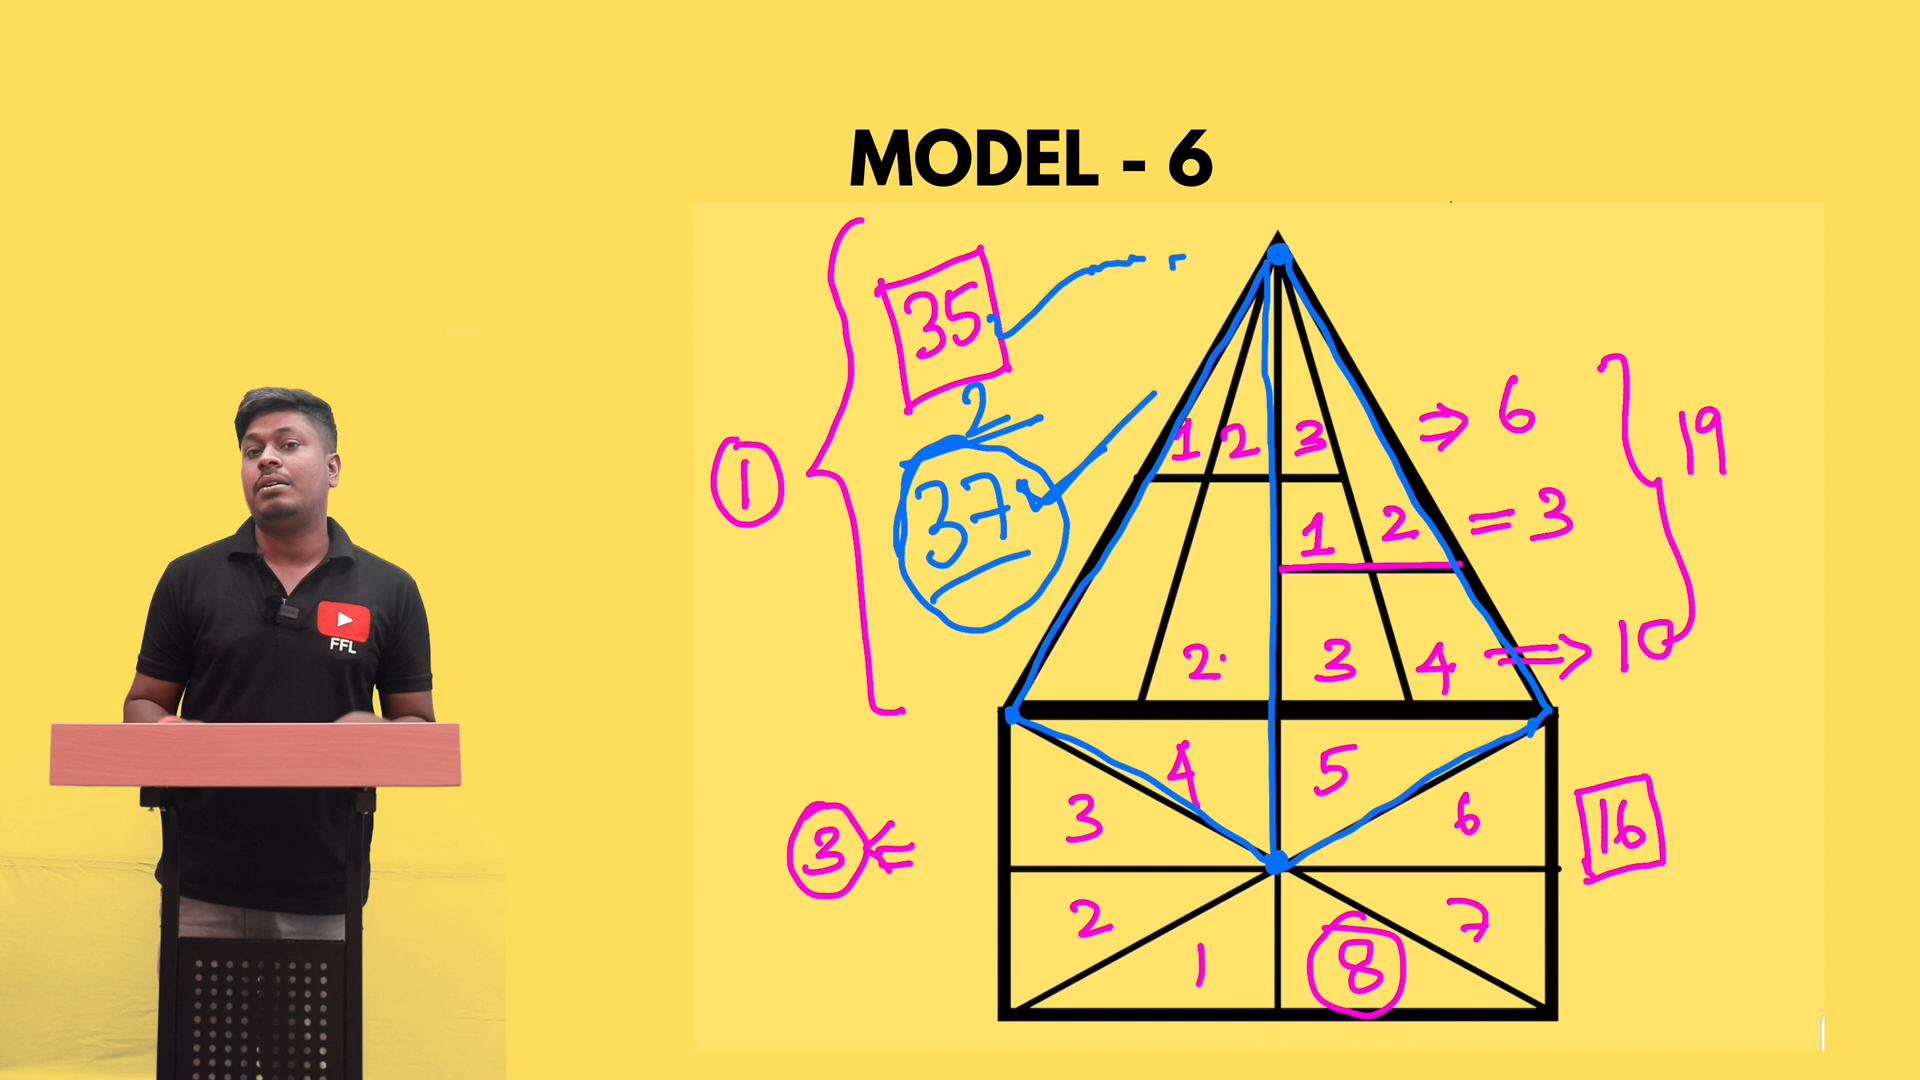 MODEL - 6
35
2
37
1
1 2 3 ⇒ 6
1 2 = 3
19
2 3 4 ⇒ 10
4 5
3 6
3 ⇐
16
2 7
1 8
FFL